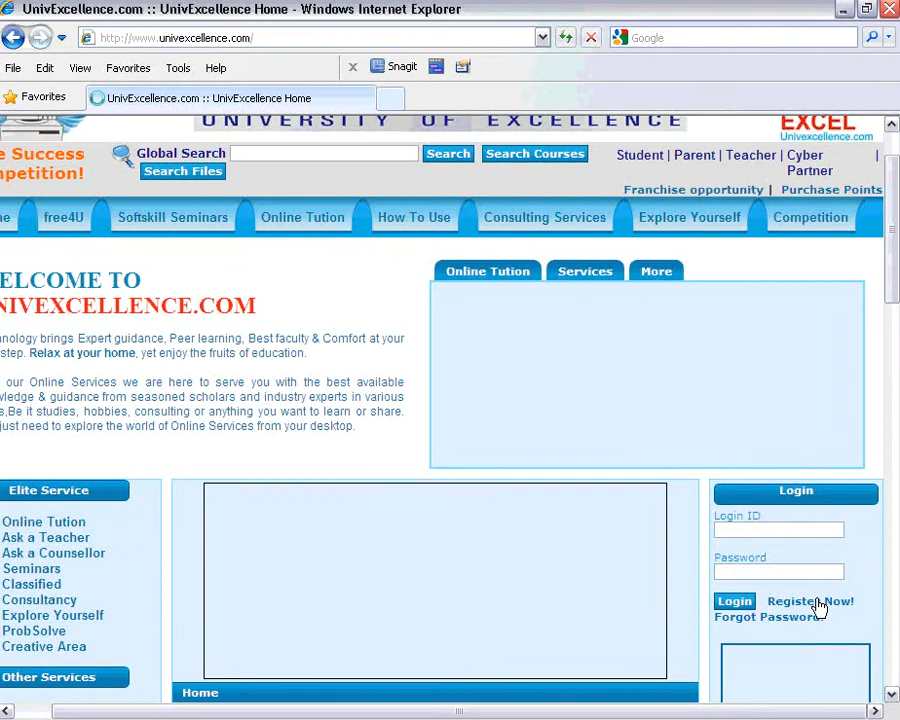 UnivExcellence.com :: UnivExcellence Home - Windows Internet Explorer
http://www.univexcellence.com/
Google
File Edit View Favorites Tools Help
Snagit
Favorites
UnivExcellence.com :: UnivExcellence Home
UNIVERSITY OF EXCELLENCE
EXCEL
Univexcellence.com
e Success
mpetition!
Global Search
Search
Search Courses
Search Files
Student | Parent | Teacher | Cyber Partner |
Franchise opportunity | Purchase Points
ne
free4U
Softskill Seminars
Online Tution
How To Use
Consulting Services
Explore Yourself
Competition
ELCOME TO
NIVEXCELLENCE.COM
nology brings Expert guidance, Peer learning, Best faculty & Comfort at your
step. Relax at your home, yet enjoy the fruits of education.
our Online Services we are here to serve you with the best available
wledge & guidance from seasoned scholars and industry experts in various
s,Be it studies, hobbies, consulting or anything you want to learn or share.
just need to explore the world of Online Services from your desktop.
Online Tution
Services
More
Elite Service
Online Tution
Ask a Teacher
Ask a Counsellor
Seminars
Classified
Consultancy
Explore Yourself
ProbSolve
Creative Area
Other Services
Home
Login
Login ID
Password
Login
Register Now!
Forgot Password